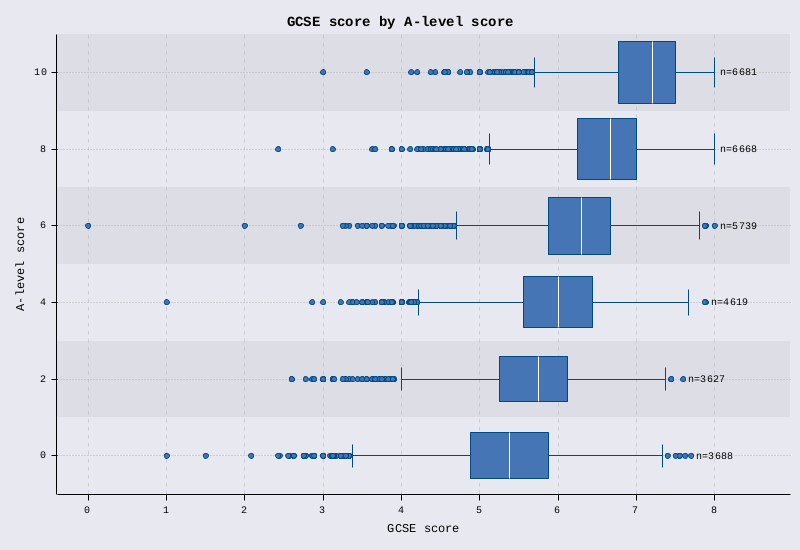 GCSE score by A-level score
10
n=6681
8
n=6668
6
n=5739
A-level score
4
n=4619
2
n=3627
0
n=3688
0 1 2 3 4 5 6 7 8
GCSE score